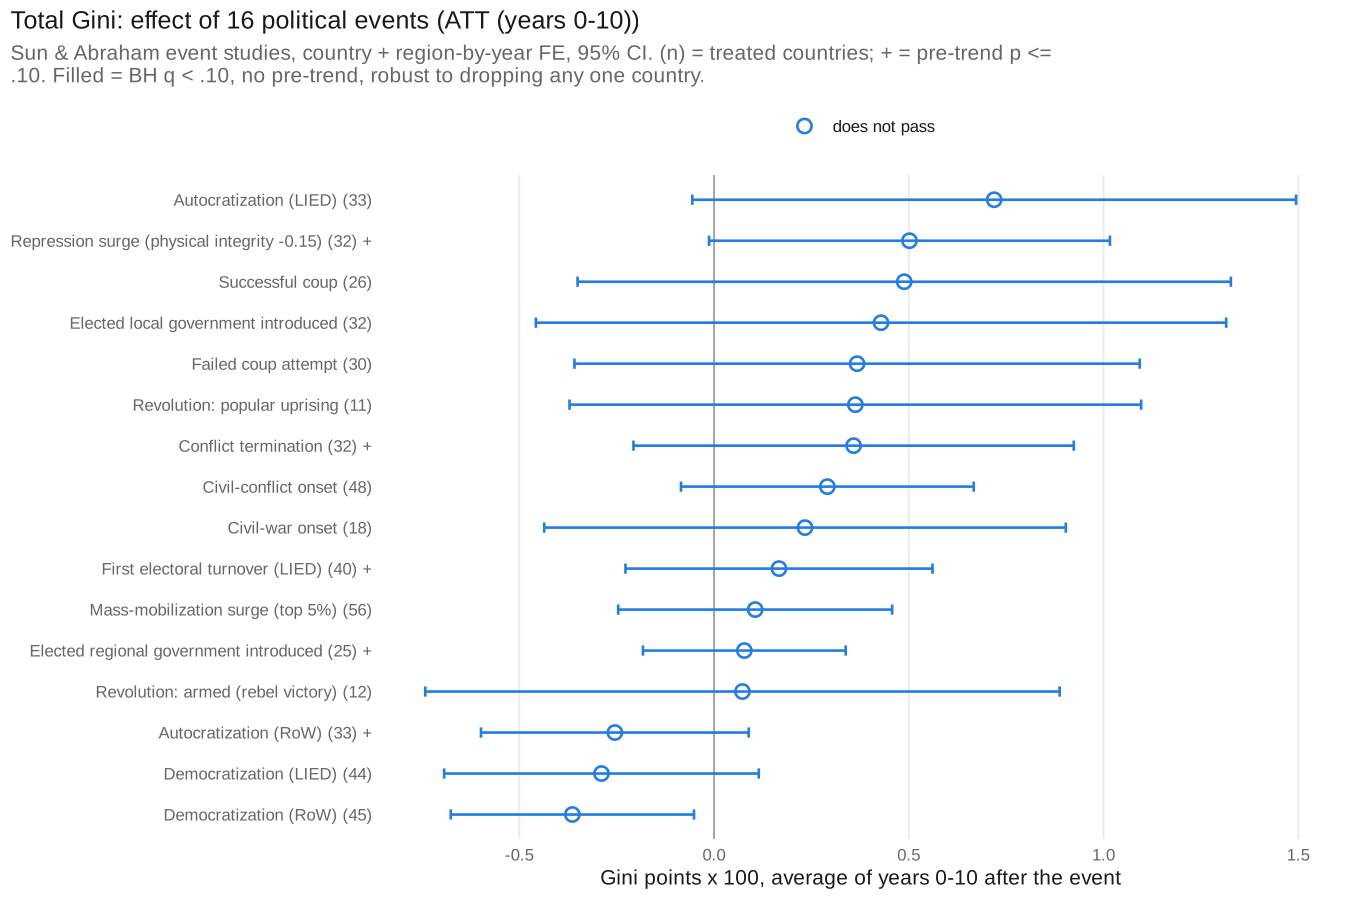 Total Gini: effect of 16 political events (ATT (years 0-10))
Sun & Abraham event studies, country + region-by-year FE, 95% CI. (n) = treated countries; + = pre-trend p <=
.10. Filled = BH q < .10, no pre-trend, robust to dropping any one country.
does not pass
Autocratization (LIED) (33)
Repression surge (physical integrity -0.15) (32) +
Successful coup (26)
Elected local government introduced (32)
Failed coup attempt (30)
Revolution: popular uprising (11)
Conflict termination (32) +
Civil-conflict onset (48)
Civil-war onset (18)
First electoral turnover (LIED) (40) +
Mass-mobilization surge (top 5%) (56)
Elected regional government introduced (25) +
Revolution: armed (rebel victory) (12)
Autocratization (RoW) (33) +
Democratization (LIED) (44)
Democratization (RoW) (45)
-0.5 0.0 0.5 1.0 1.5
Gini points x 100, average of years 0-10 after the event